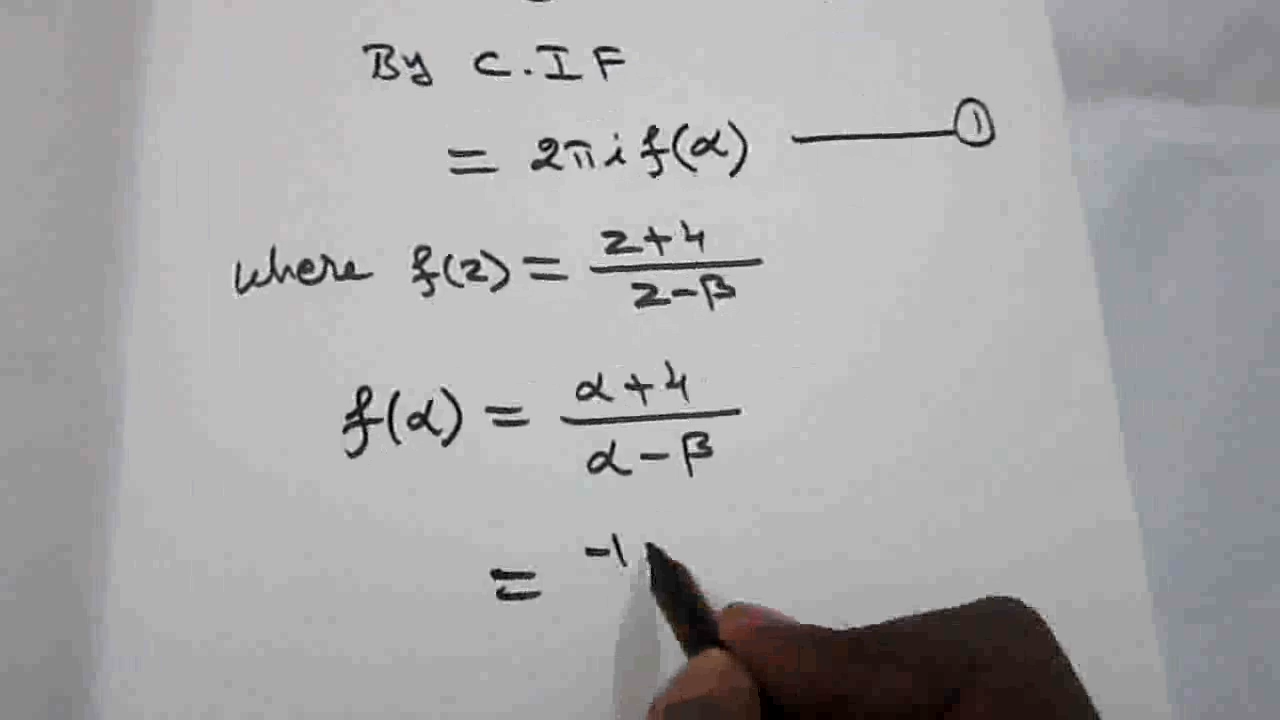 By C.I F
= 2πi f(α) ——— ①
where f(z) = z+4 / z-β
f(α) = α+4 / α-β
= -1